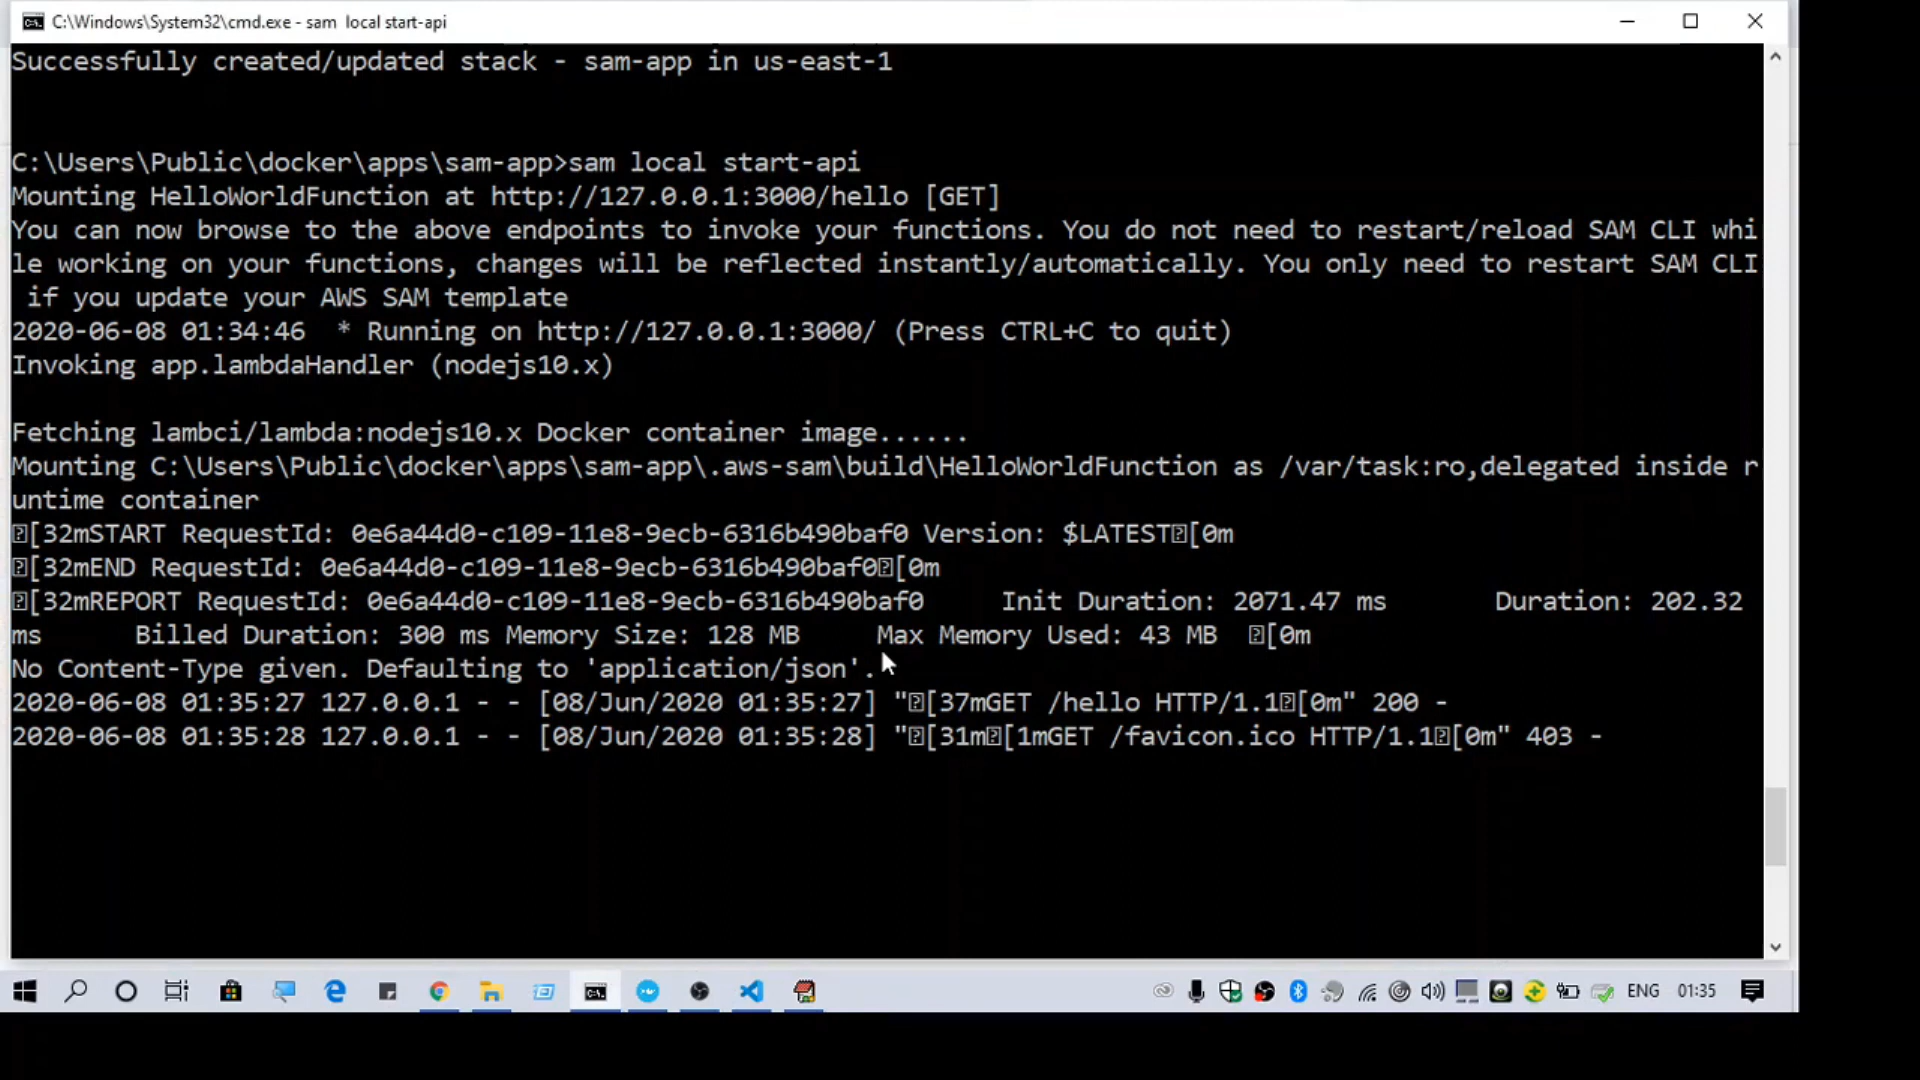 C:\Windows\System32\cmd.exe - sam  local start-api
Successfully created/updated stack - sam-app in us-east-1
C:\Users\Public\docker\apps\sam-app>sam local start-api
Mounting HelloWorldFunction at http://127.0.0.1:3000/hello [GET]
You can now browse to the above endpoints to invoke your functions. You do not need to restart/reload SAM CLI whi
le working on your functions, changes will be reflected instantly/automatically. You only need to restart SAM CLI
 if you update your AWS SAM template
2020-06-08 01:34:46  * Running on http://127.0.0.1:3000/ (Press CTRL+C to quit)
Invoking app.lambdaHandler (nodejs10.x)
Fetching lambci/lambda:nodejs10.x Docker container image......
Mounting C:\Users\Public\docker\apps\sam-app\.aws-sam\build\HelloWorldFunction as /var/task:ro,delegated inside r
untime container
[32mSTART RequestId: 0e6a44d0-c109-11e8-9ecb-6316b490baf0 Version: $LATEST[0m
[32mEND RequestId: 0e6a44d0-c109-11e8-9ecb-6316b490baf0[0m
[32mREPORT RequestId: 0e6a44d0-c109-11e8-9ecb-6316b490baf0     Init Duration: 2071.47 ms       Duration: 202.32
ms      Billed Duration: 300 ms Memory Size: 128 MB     Max Memory Used: 43 MB  [0m
No Content-Type given. Defaulting to 'application/json'.
2020-06-08 01:35:27 127.0.0.1 - - [08/Jun/2020 01:35:27] "[37mGET /hello HTTP/1.1[0m" 200 -
2020-06-08 01:35:28 127.0.0.1 - - [08/Jun/2020 01:35:28] "[31m[1mGET /favicon.ico HTTP/1.1[0m" 403 -
ENG 01:35